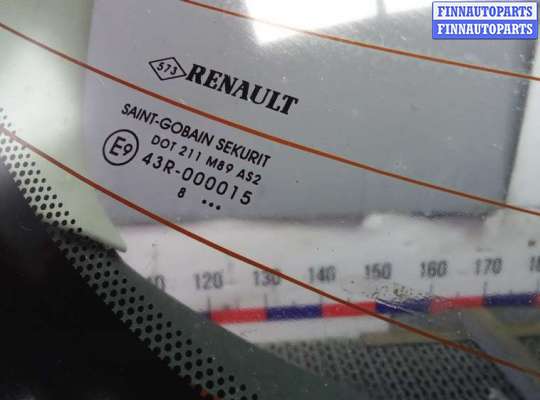 FINNAUTOPARTS
FINNAUTOPARTS
573 RENAULT
SAINT-GOBAIN SEKURIT
DOT 211 M89 AS2
E9 43R-000015
8 ...
120 130 140 150 160 170